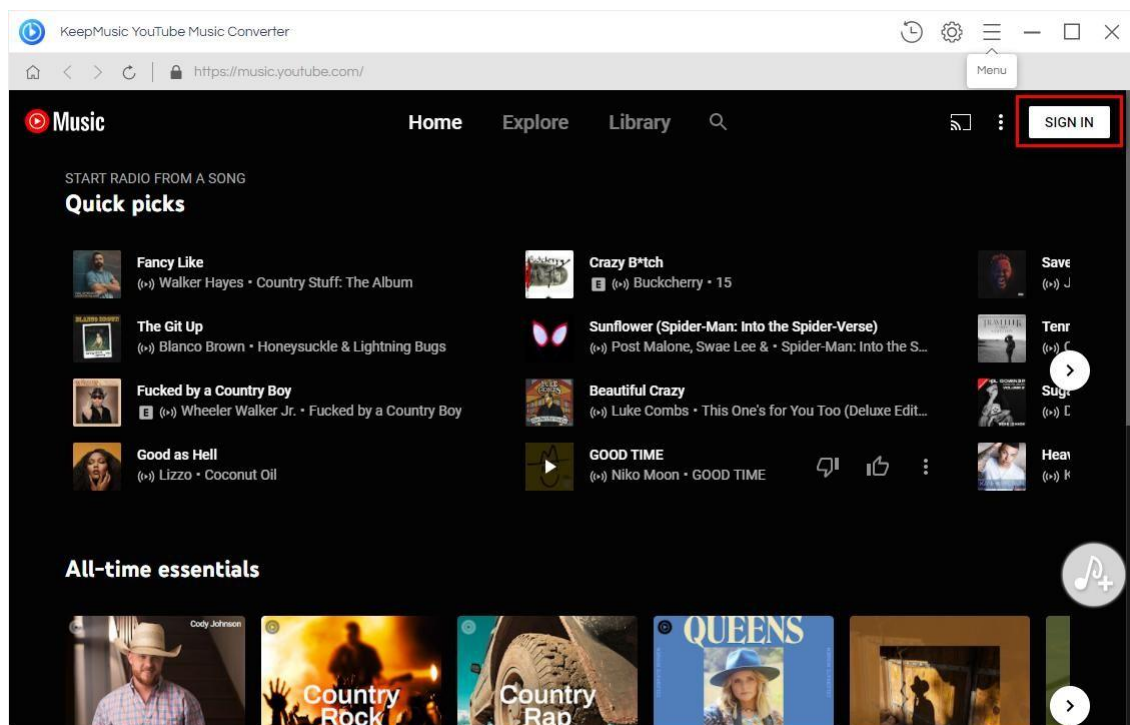 KeepMusic YouTube Music Converter
https://music.youtube.com/
Menu
Music
Home
Explore
Library
SIGN IN
START RADIO FROM A SONG
Quick picks
Fancy Like
Walker Hayes • Country Stuff: The Album
Crazy B*tch
E Buckcherry • 15
Save
J
The Git Up
Blanco Brown • Honeysuckle & Lightning Bugs
Sunflower (Spider-Man: Into the Spider-Verse)
Post Malone, Swae Lee & • Spider-Man: Into the S...
Tenn
Fucked by a Country Boy
E Wheeler Walker Jr. • Fucked by a Country Boy
Beautiful Crazy
Luke Combs • This One's for You Too (Deluxe Edit...
Good as Hell
Lizzo • Coconut Oil
GOOD TIME
Niko Moon • GOOD TIME
All-time essentials
Cody Johnson
Country
Rock
Country
Rap
QUEENS